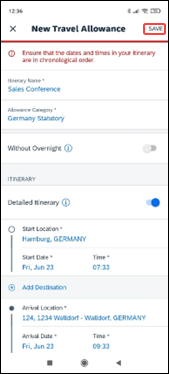 12:36
New Travel Allowance
SAVE
Ensure that the dates and times in your itinerary
are in chronological order.
Itinerary Name *
Sales Conference
Allowance Category *
Germany Statutory
Without Overnight
ITINERARY
Detailed Itinerary
Start Location *
Hamburg, GERMANY
Start Date * Time *
Fri, Jun 23 07:33
Add Destination
Arrival Location *
124, 1234 Walldorf - Walldorf, GERMANY
Arrival Date * Time *
Fri, Jun 23 09:33